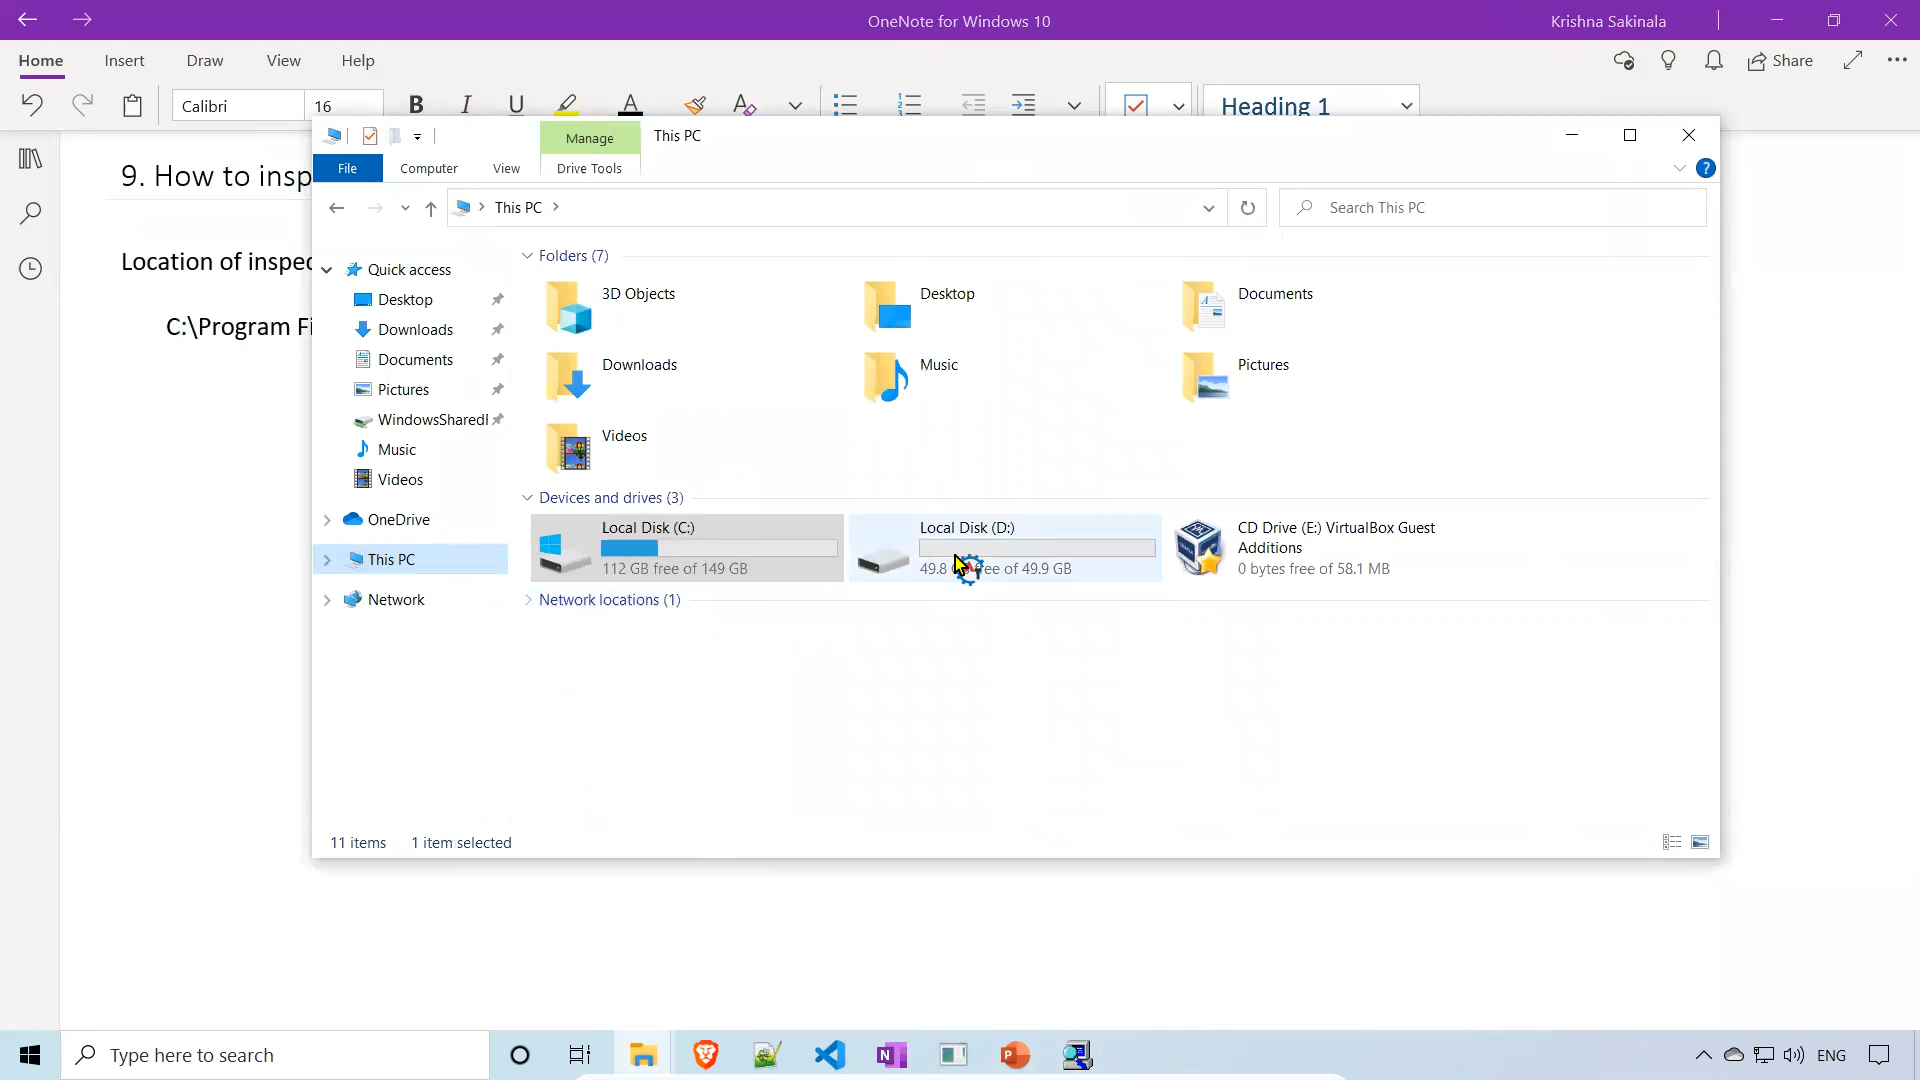 OneNote for Windows 10
Krishna Sakinala
Home Insert Draw View Help
Share
Calibri 16 B I U A A Heading 1
Manage This PC
File Computer View Drive Tools
This PC
Search This PC
9. How to insp
Location of inspec
C:\Program Fi
Quick access
Desktop
Downloads
Documents
Pictures
WindowsSharedF
Music
Videos
OneDrive
This PC
Network
Folders (7)
3D Objects Desktop Documents
Downloads Music Pictures
Videos
Devices and drives (3)
Local Disk (C:)
112 GB free of 149 GB
Local Disk (D:)
49.8 free of 49.9 GB
CD Drive (E:) VirtualBox Guest
Additions
0 bytes free of 58.1 MB
Network locations (1)
11 items 1 item selected
Type here to search
ENG